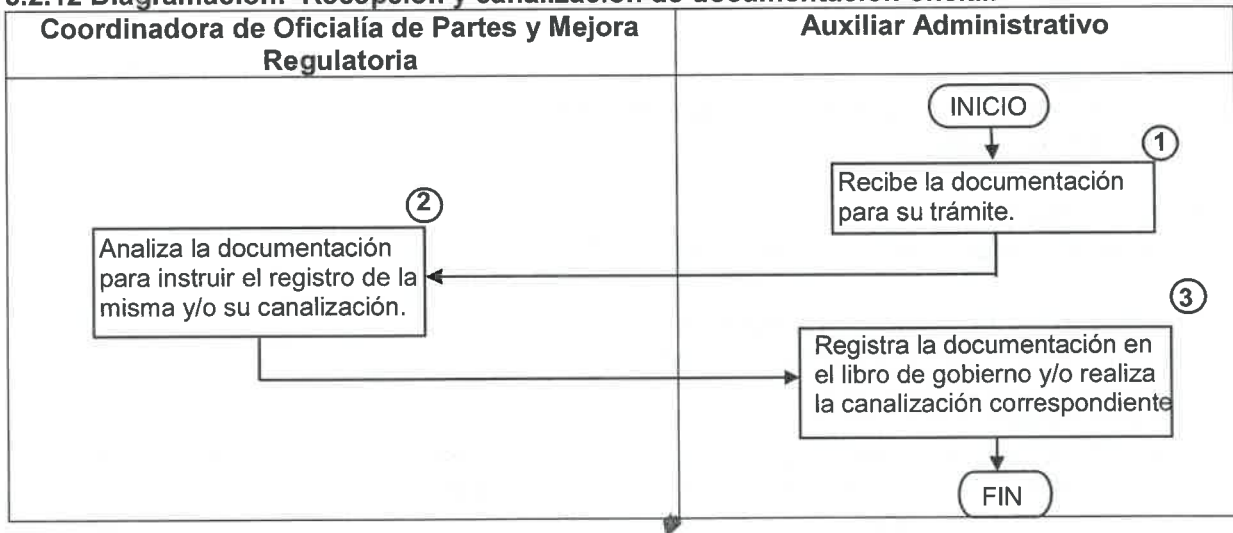 Coordinadora de Oficialía de Partes y Mejora
Regulatoria
Auxiliar Administrativo
INICIO
1
Recibe la documentación
para su trámite.
2
Analiza la documentación
para instruir el registro de la
misma y/o su canalización.
3
Registra la documentación en
el libro de gobierno y/o realiza
la canalización correspondiente
FIN